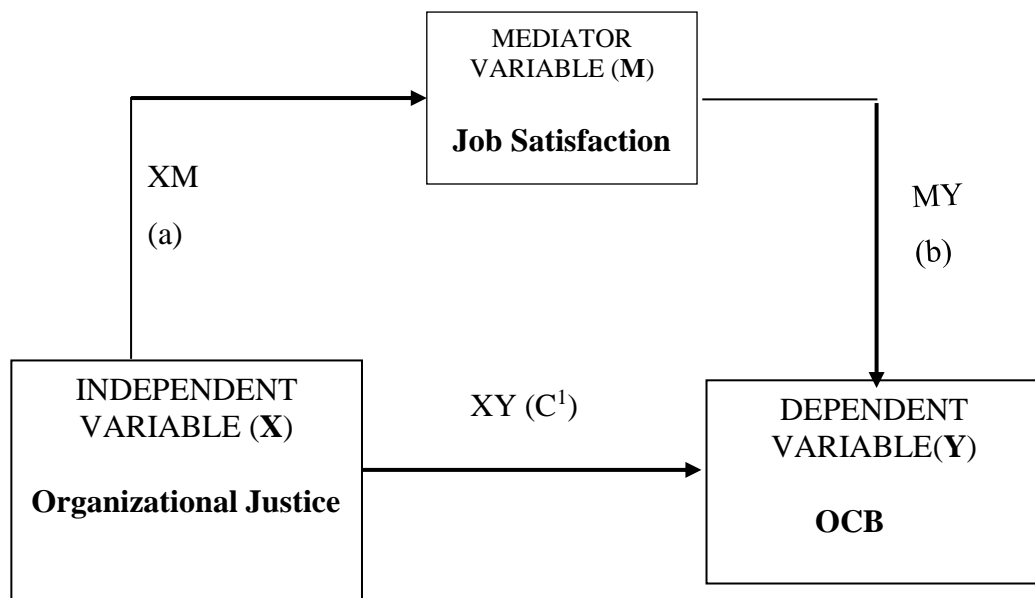 MEDIATOR
VARIABLE (M)
Job Satisfaction
XM
(a)
MY
(b)
INDEPENDENT
VARIABLE (X)
Organizational Justice
XY (C¹)
DEPENDENT
VARIABLE(Y)
OCB